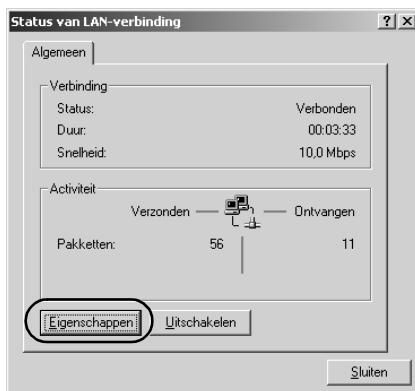 Status van LAN-verbinding
Algemeen
Verbinding
Status: Verbonden
Duur: 00:03:33
Snelheid: 10,0 Mbps
Activiteit
Verzonden Ontvangen
Pakketten: 56 11
Eigenschappen Uitschakelen
Sluiten